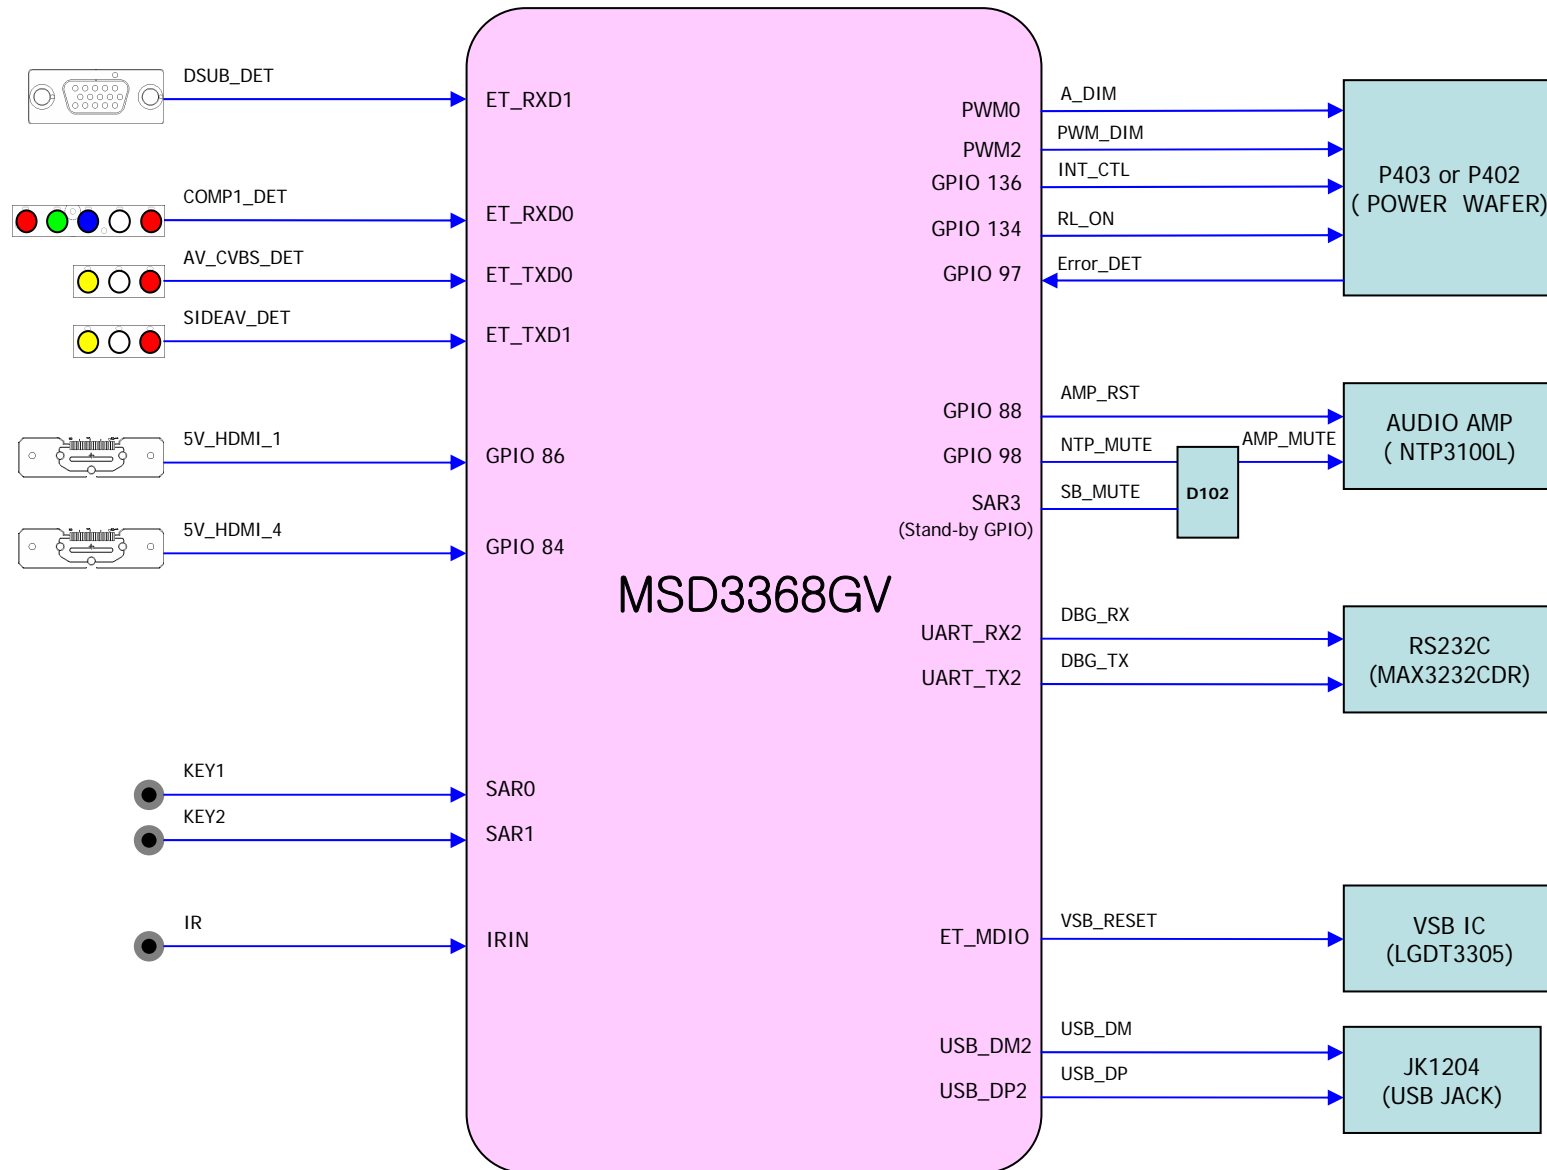 DSUB_DET
ET_RXD1
COMP1_DET
ET_RXD0
AV_CVBS_DET
ET_TXD0
SIDEAV_DET
ET_TXD1
5V_HDMI_1
GPIO 86
5V_HDMI_4
GPIO 84
KEY1
SAR0
KEY2
SAR1
IR
IRIN
MSD3368GV
PWM0
A_DIM
PWM2
PWM_DIM
GPIO 136
INT_CTL
GPIO 134
RL_ON
GPIO 97
Error_DET
P403 or P402
( POWER WAFER)
GPIO 88
AMP_RST
GPIO 98
NTP_MUTE
SAR3
(Stand-by GPIO)
SB_MUTE
D102
AMP_MUTE
AUDIO AMP
( NTP3100L)
UART_RX2
DBG_RX
UART_TX2
DBG_TX
RS232C
(MAX3232CDR)
ET_MDIO
VSB_RESET
VSB IC
(LGDT3305)
USB_DM2
USB_DM
USB_DP2
USB_DP
JK1204
(USB JACK)